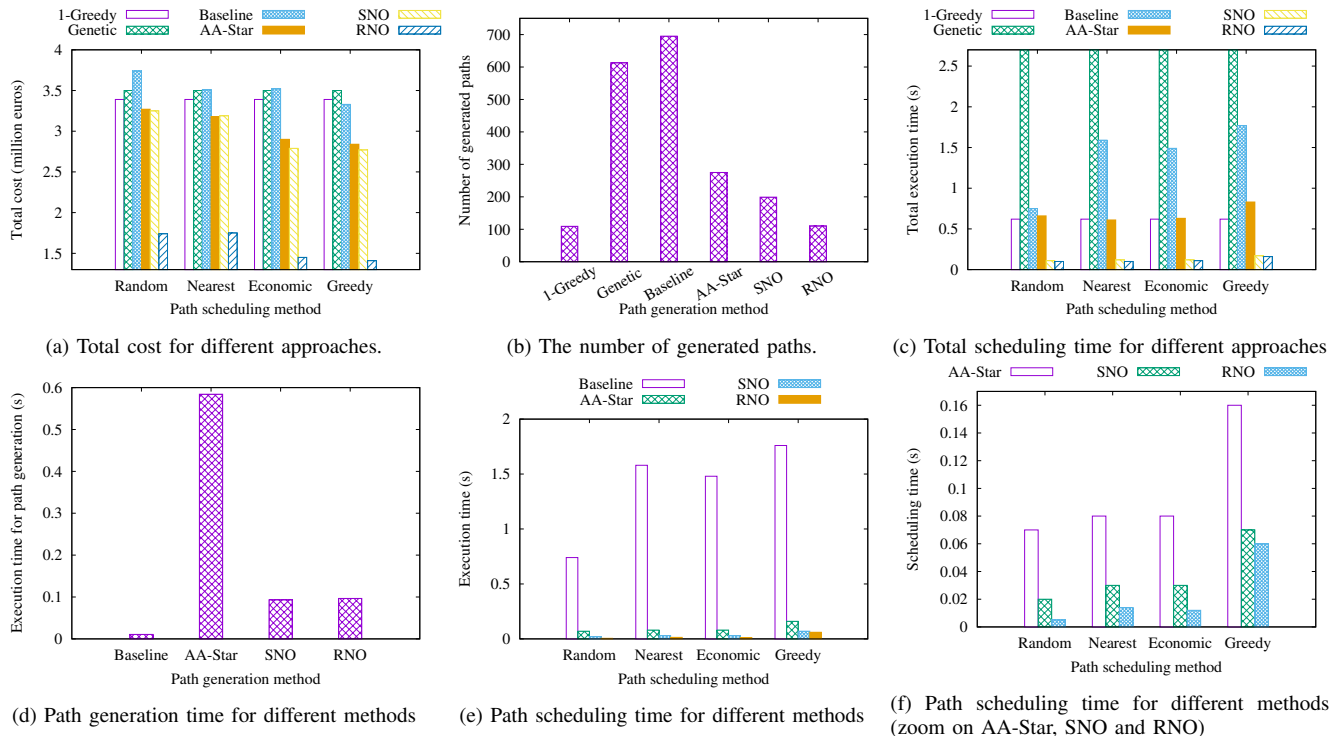 1-Greedy Baseline SNO
Genetic AA-Star RNO
4
3.5
3
2.5
2
1.5
Total cost (million euros)
Random Nearest Economic Greedy
Path scheduling method
(a) Total cost for different approaches.
700
600
500
400
300
200
100
0
Number of generaed paths
1-Greedy Genetic Baseline AA-Star SNO RNO
Path generation method
(b) The number of generated paths.
1-Greedy Baseline SNO
Genetic AA-Star RNO
2.5
2
1.5
1
0.5
0
Total execution time (s)
Random Nearest Economic Greedy
Path scheduling method
(c) Total scheduling time for different approaches
0.6
0.5
0.4
0.3
0.2
0.1
0
Execution time for path generation (s)
Baseline AA-Star SNO RNO
Path generation method
(d) Path generation time for different methods
Baseline SNO
AA-Star RNO
2
1.5
1
0.5
0
Execution time (s)
Random Nearest Economic Greedy
Path scheduling method
(e) Path scheduling time for different methods
AA-Star SNO RNO
0.16
0.14
0.12
0.1
0.08
0.06
0.04
0.02
0
Scheduling time (s)
Random Nearest Economic Greedy
Path scheduling method
(f) Path scheduling time for different methods
(zoom on AA-Star, SNO and RNO)